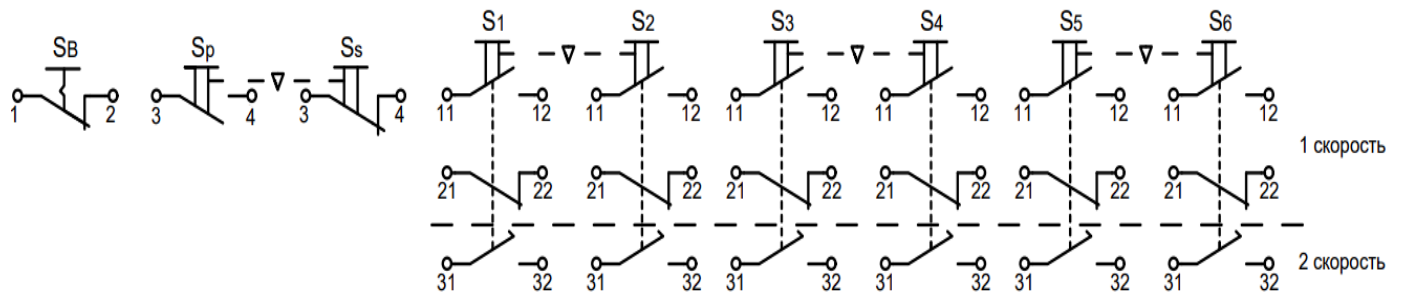 S1 S2 S3 S4 S5 S6
SB Sp Ss
1 2 3 4 3 4 11 12 11 12 11 12 11 12 11 12 11 12
1 скорость
21 22 21 22 21 22 21 22 21 22 21 22
2 скорость
31 32 31 32 31 32 31 32 31 32 31 32